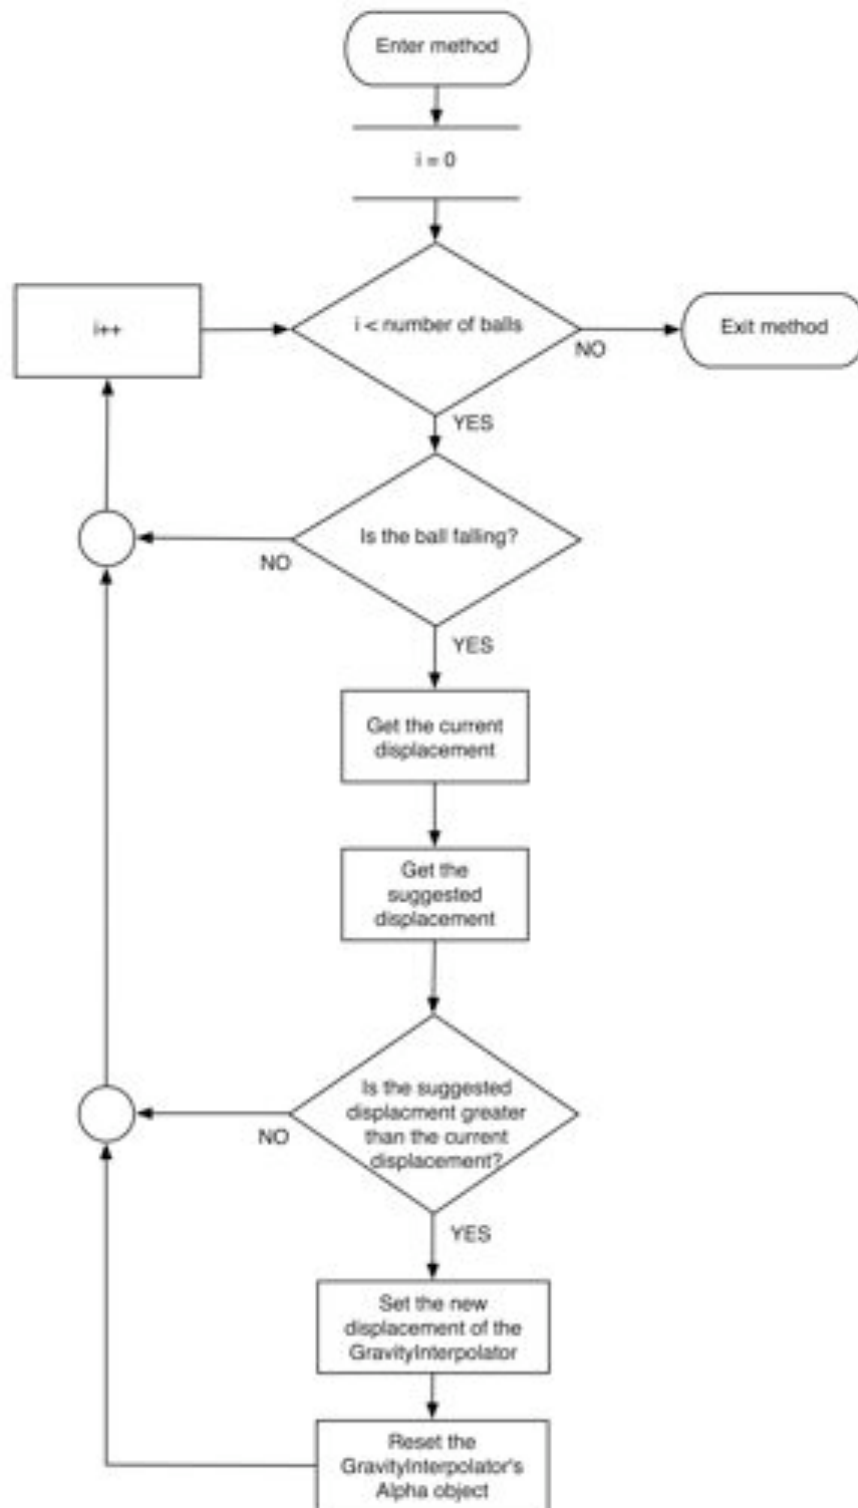 Enter method
i = 0
i++
i < number of balls
Exit method
NO
YES
Is the ball falling?
NO
YES
Get the current
displacement
Get the
suggested
displacement
Is the suggested
displacment greater
than the current
displacement?
NO
YES
Set the new
displacement of the
GravityInterpolator
Reset the
GravityInterpolator's
Alpha object